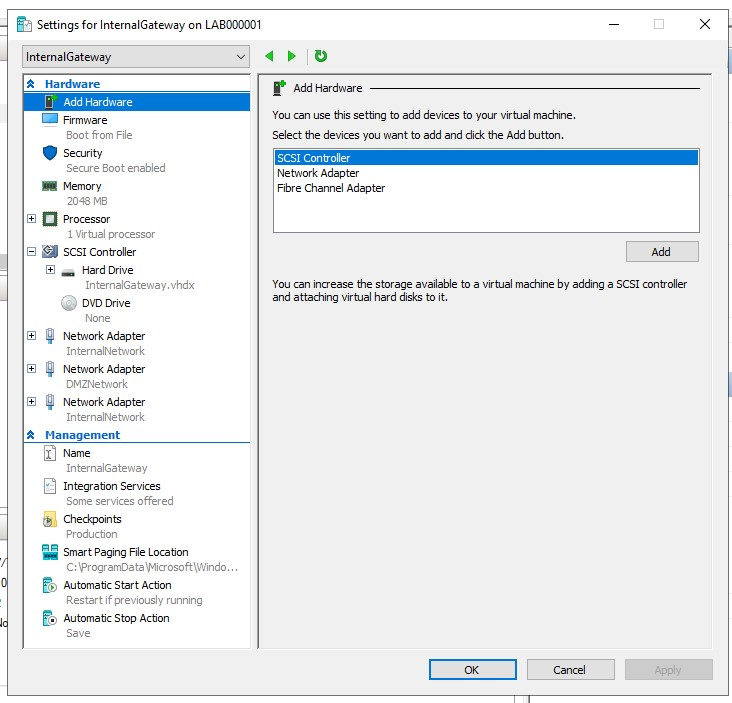 Settings for InternalGateway on LAB000001
InternalGateway
Hardware
Add Hardware
Firmware
Boot from File
Security
Secure Boot enabled
Memory
2048 MB
Processor
1 Virtual processor
SCSI Controller
Hard Drive
InternalGateway.vhdx
DVD Drive
None
Network Adapter
InternalNetwork
Network Adapter
DMZNetwork
Network Adapter
InternalNetwork
Management
Name
InternalGateway
Integration Services
Some services offered
Checkpoints
Production
Smart Paging File Location
C:\ProgramData\Microsoft\Windo...
Automatic Start Action
Restart if previously running
Automatic Stop Action
Save
Add Hardware
You can use this setting to add devices to your virtual machine.
Select the devices you want to add and click the Add button.
SCSI Controller
Network Adapter
Fibre Channel Adapter
Add
You can increase the storage available to a virtual machine by adding a SCSI controller
and attaching virtual hard disks to it.
OK
Cancel
Apply